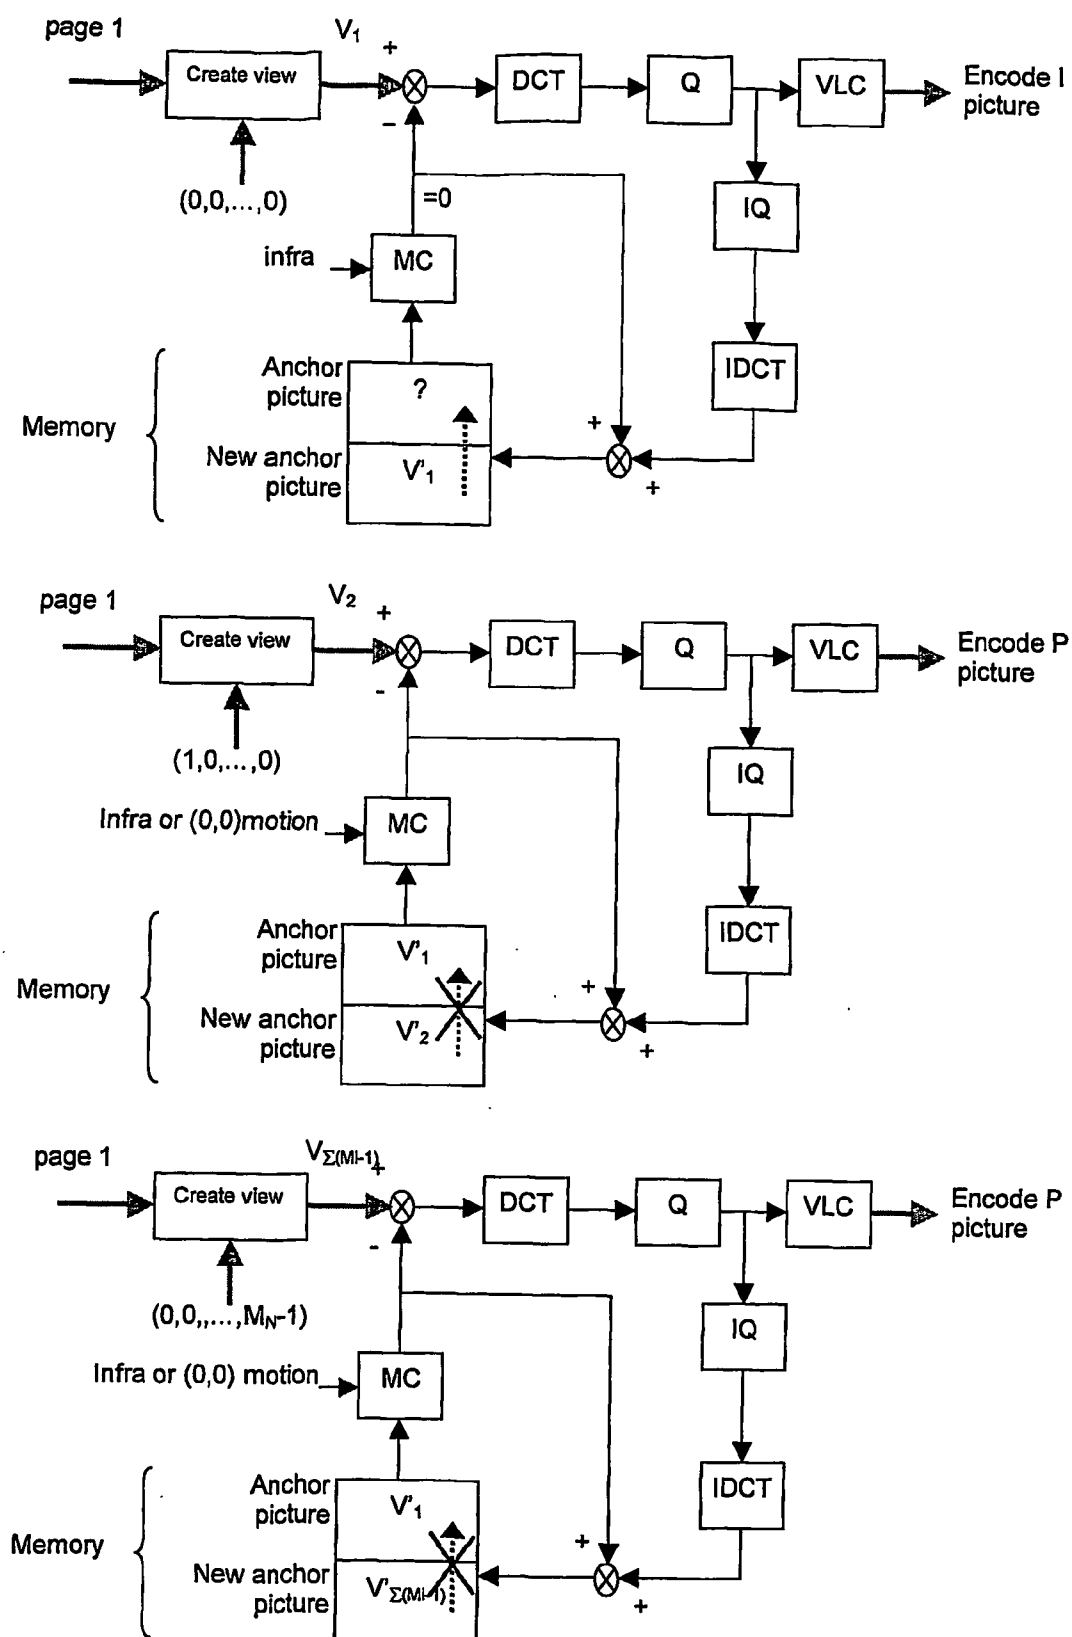 page 1
V₁
+
Create view
DCT
Q
VLC
Encode I
picture
−
(0,0,...,0)
=0
IQ
infra
MC
IDCT
Anchor
picture
?
Memory
+
New anchor
picture
V'₁
+
page 1
V₂
+
Create view
DCT
Q
VLC
Encode P
picture
-
(1,0,...,0)
IQ
Infra or (0,0)motion
MC
IDCT
Anchor
picture
V'₁
Memory
+
New anchor
picture
V'₂
+
page 1
V_Σ(MI-1)
+
Create view
DCT
Q
VLC
Encode P
picture
-
(0,0,,...,M_N-1)
IQ
Infra or (0,0) motion
MC
IDCT
Anchor
picture
V'₁
Memory
+
New anchor
picture
V'_Σ(MI-1)
+